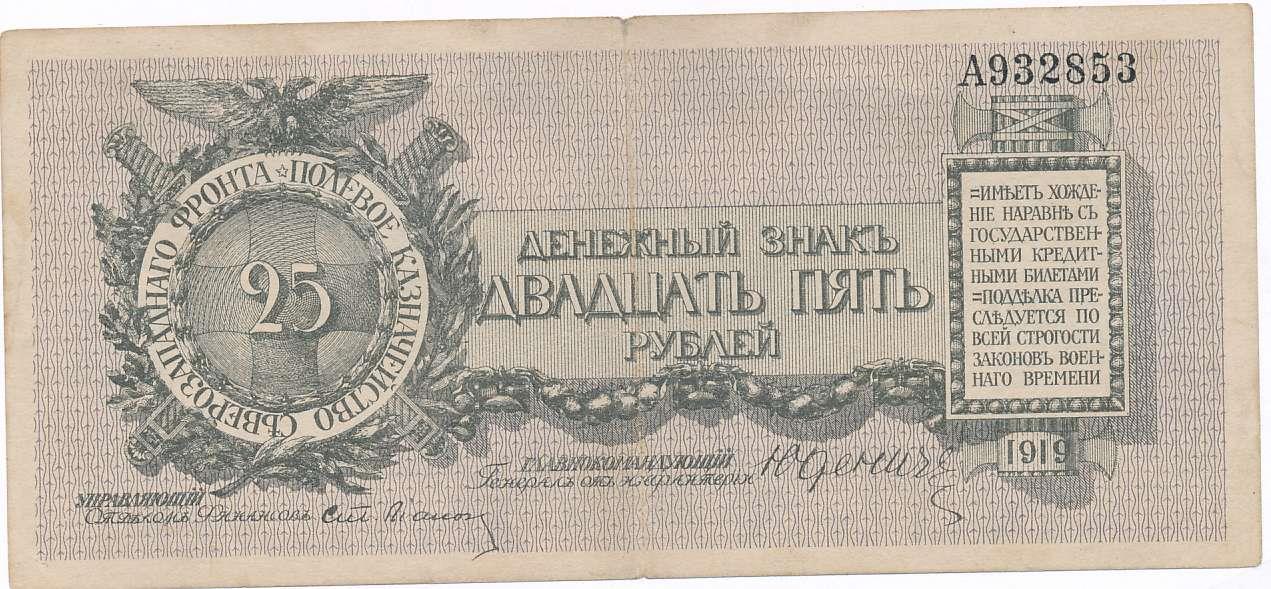 А932853
ПОЛЕВОЕ КАЗНАЧЕЙСТВО СѢВЕРОЗАПАДНАГО ФРОНТА
25
ДЕНЕЖНЫЙ ЗНАКЪ
ДВАДЦАТЬ ПЯТЬ
РУБЛЕЙ
=ИМѢЕТЪ ХОЖДЕ-
НІЕ НАРАВНѢ СЪ
ГОСУДАРСТВЕН-
НЫМИ КРЕДИТ-
НЫМИ БИЛЕТАМИ
=ПОДДѢЛКА ПРЕ-
СЛѢДУЕТСЯ ПО
ВСЕЙ СТРОГОСТИ
ЗАКОНОВЪ ВОЕН-
НАГО ВРЕМЕНИ
1919
ГЛАВНОКОМАНДУЮЩІЙ
Генералъ отъ инфантеріи Юденичъ
УПРАВЛЯЮЩІЙ
Отдѣломъ Финансовъ